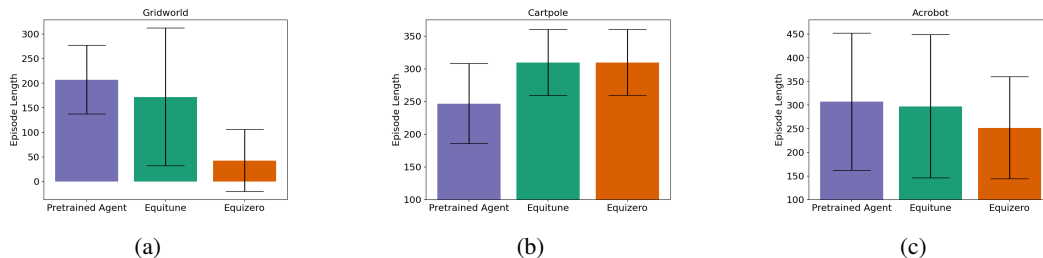 Gridworld
Episode Length
300
250
200
150
100
50
0
Pretrained Agent Equitune Equizero
(a)
Cartpole
Episode Length
350
300
250
200
150
100
Pretrained Agent Equitune Equizero
(b)
Acrobot
Episode Length
450
400
350
300
250
200
150
100
Pretrained Agent Equitune Equizero
(c)